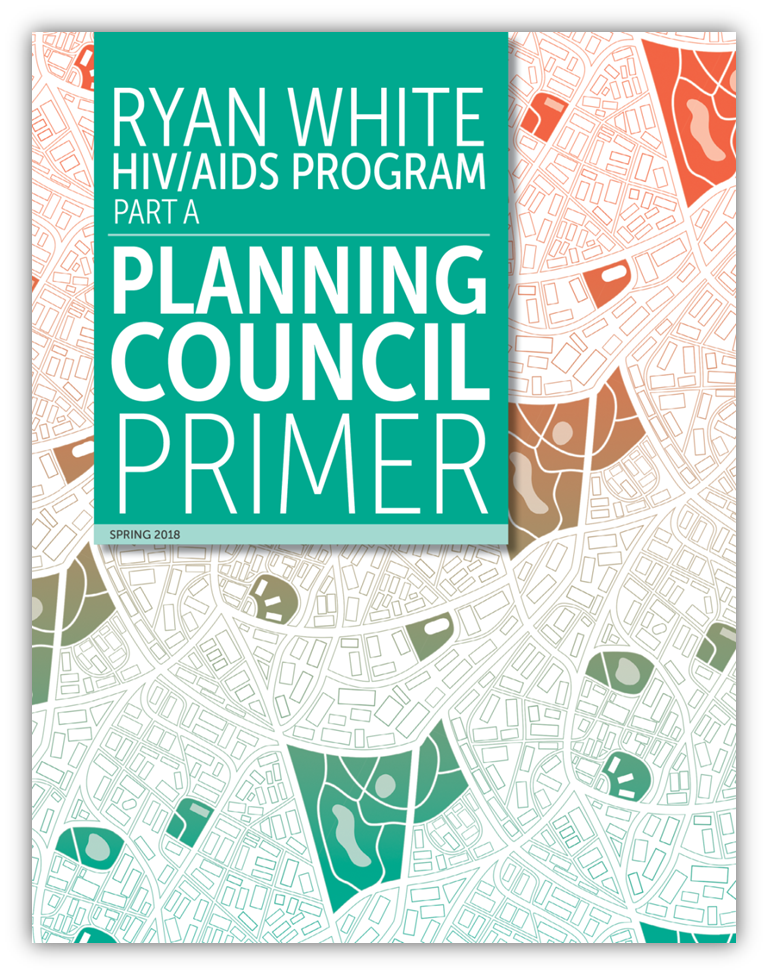 RYAN WHITE
HIV/AIDS PROGRAM
PART A
PLANNING
COUNCIL
PRIMER
SPRING 2018